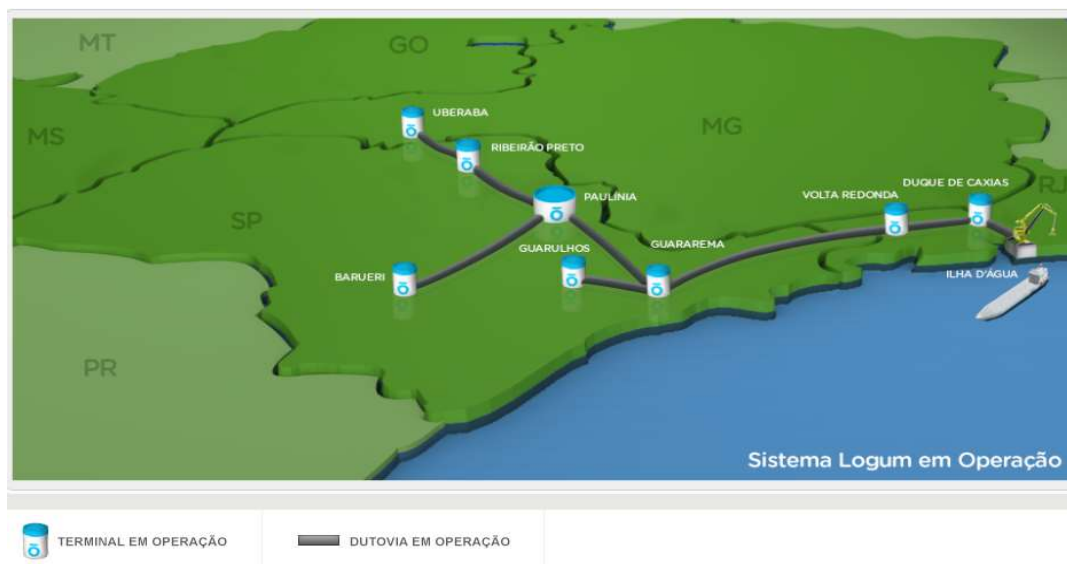 MT
GO
UBERABA
MS
MG
RIBEIRÃO PRETO
DUQUE DE CAXIAS
RJ
PAULÍNIA
VOLTA REDONDA
SP
GUARULHOS
GUARAREMA
BARUERI
ILHA D'ÁGUA
PR
Sistema Logum em Operação
TERMINAL EM OPERAÇÃO
DUTOVIA EM OPERAÇÃO